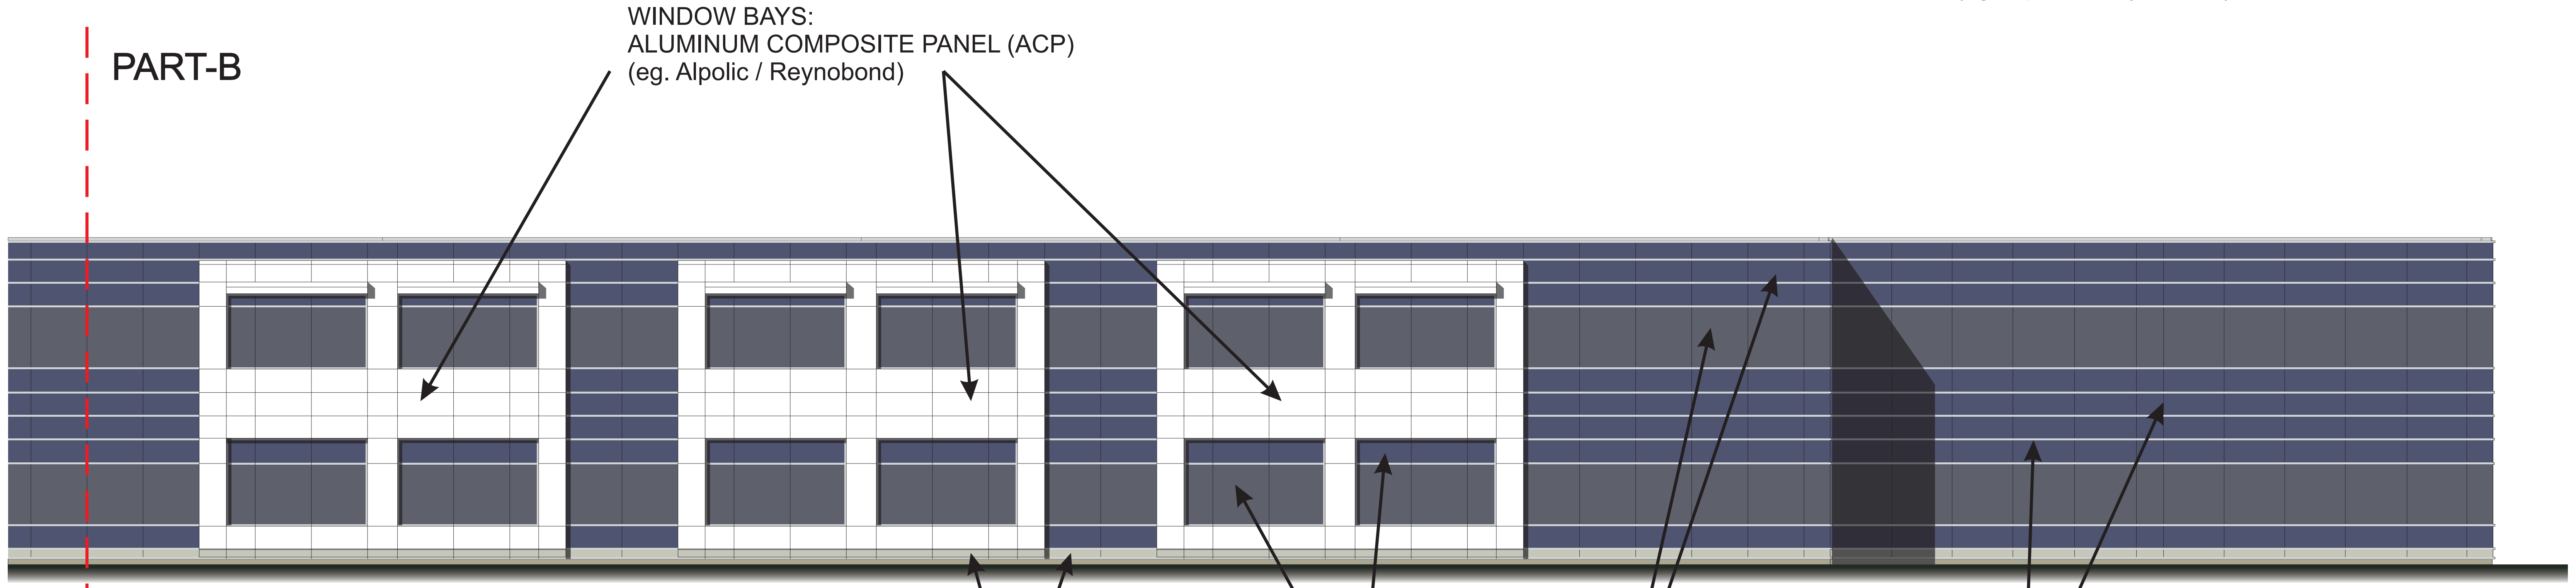 WINDOW BAYS:
ALUMINUM COMPOSITE PANEL (ACP)
(eg. Alpolic / Reynobond)
PART-B